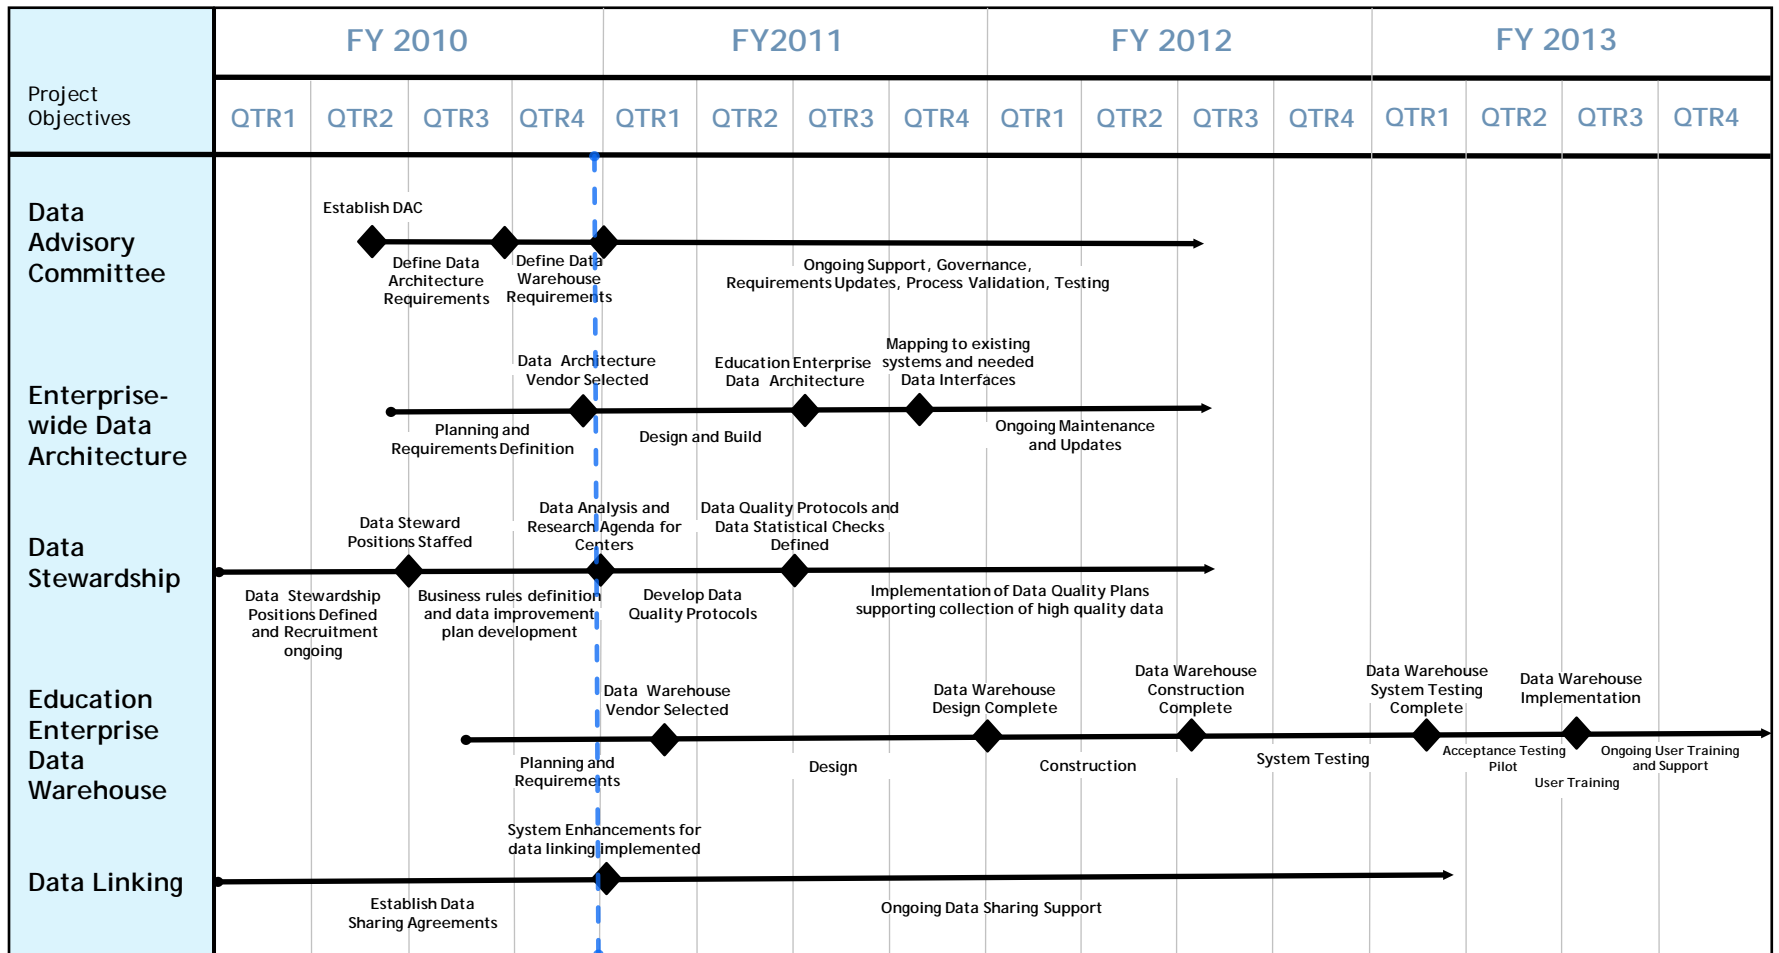 FY 2010
FY2011
FY 2012
FY 2013
Project
Objectives
QTR1
QTR2
QTR3
QTR4
QTR1
QTR2
QTR3
QTR4
QTR1
QTR2
QTR3
QTR4
QTR1
QTR2
QTR3
QTR4
Data
Advisory
Committee
Establish DAC
Define Data
Architecture
Requirements
Define Data
Warehouse
Requirements
Ongoing Support, Governance,
Requirements Updates, Process Validation, Testing
Enterprise-
wide Data
Architecture
Data Architecture
Vendor Selected
Education Enterprise
Data Architecture
Mapping to existing
systems and needed
Data Interfaces
Planning and
Requirements Definition
Design and Build
Ongoing Maintenance
and Updates
Data
Stewardship
Data Steward
Positions Staffed
Data Analysis and
Research Agenda for
Centers
Data Quality Protocols and
Data Statistical Checks
Defined
Data Stewardship
Positions Defined
and Recruitment
ongoing
Business rules definition
and data improvement
plan development
Develop Data
Quality Protocols
Implementation of Data Quality Plans
supporting collection of high quality data
Education
Enterprise
Data
Warehouse
Data Warehouse
Vendor Selected
Data Warehouse
Design Complete
Data Warehouse
Construction
Complete
Data Warehouse
System Testing
Complete
Data Warehouse
Implementation
Planning and
Requirements
Design
Construction
System Testing
Acceptance Testing
Pilot
User Training
Ongoing User Training
and Support
Data Linking
System Enhancements for
data linking implemented
Establish Data
Sharing Agreements
Ongoing Data Sharing Support